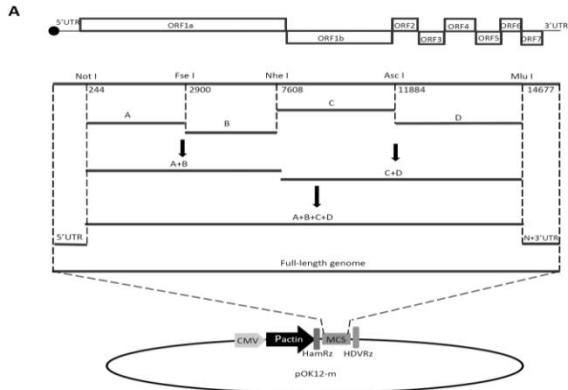 A
5'UTR ORF1a ORF2 ORF4 ORF6 3'UTR
ORF1b ORF3 ORF5 ORF7
Not I Fse I Nhe I Asc I Mlu I
244 2900 7608 11884 14677
A B C D
A+B C+D
A+B+C+D
5'UTR N+3'UTR
Full-length genome
CMV Pactin MCS
HamRz HDVRz
pOK12-m